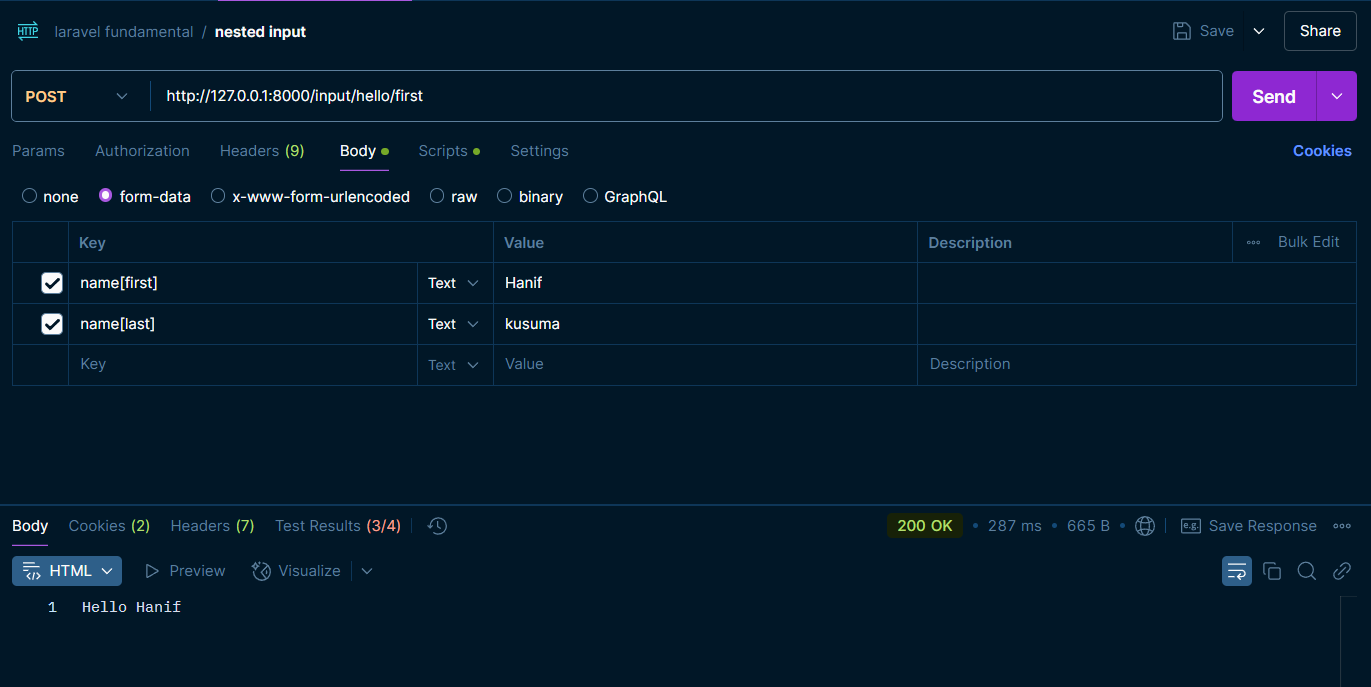 HTTP laravel fundamental / nested input Save Share
POST http://127.0.0.1:8000/input/hello/first Send
Params Authorization Headers (9) Body Scripts Settings Cookies
none form-data x-www-form-urlencoded raw binary GraphQL
Key Value Description Bulk Edit
name[first] Text Hanif
name[last] Text kusuma
Key Text Value Description
Body Cookies (2) Headers (7) Test Results (3/4) 200 OK • 287 ms • 665 B • e.g. Save Response
HTML Preview Visualize
1 Hello Hanif